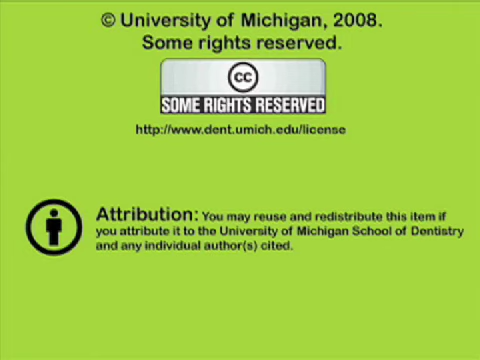 © University of Michigan, 2008.
Some rights reserved.
cc
SOME RIGHTS RESERVED
http://www.dent.umich.edu/license
Attribution: You may reuse and redistribute this item if
you attribute it to the University of Michigan School of Dentistry
and any individual author(s) cited.